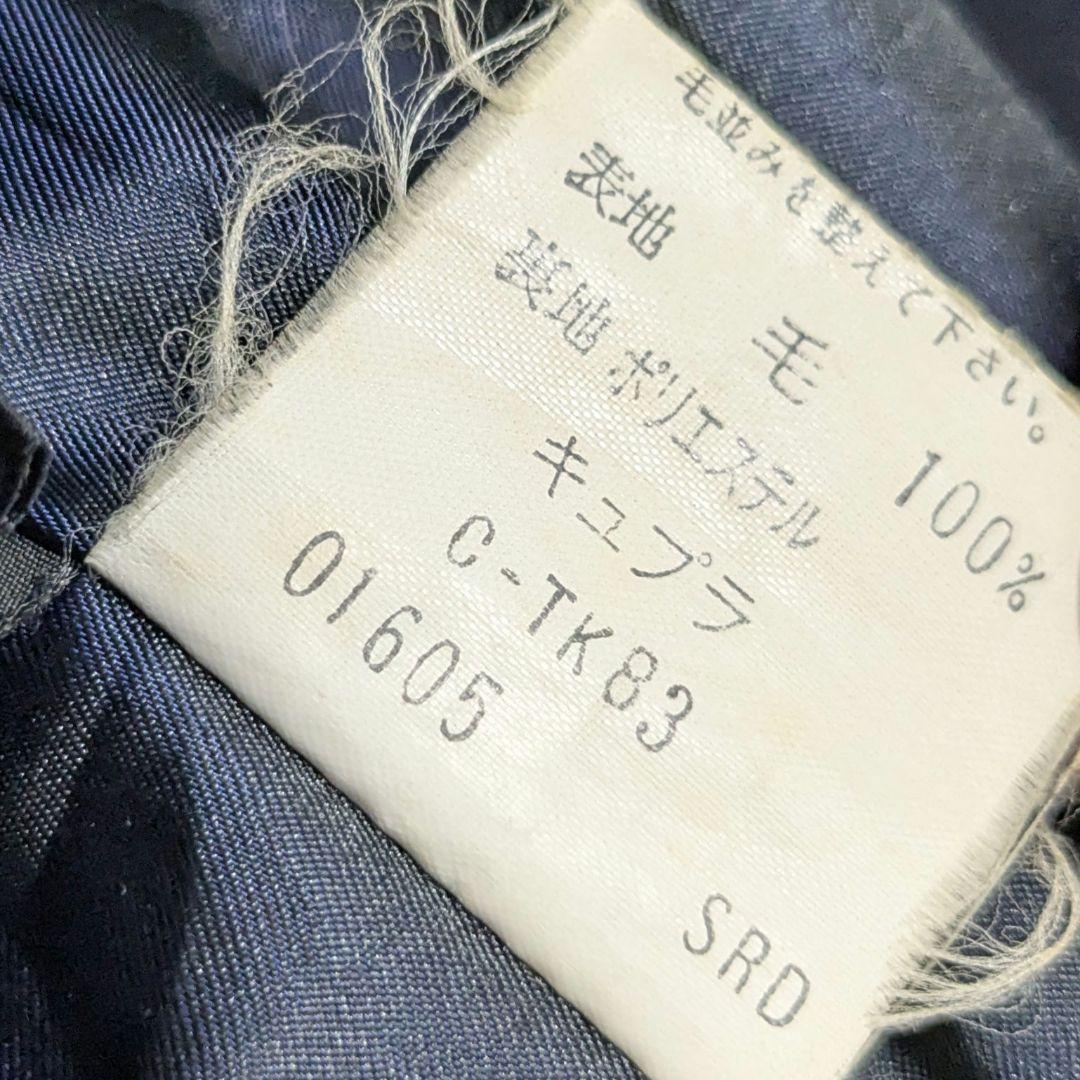 毛並みを整えて下さい。
表地 毛 100%
裏地 ポリエステル
キュプラ
C-TK83
01605
SRD